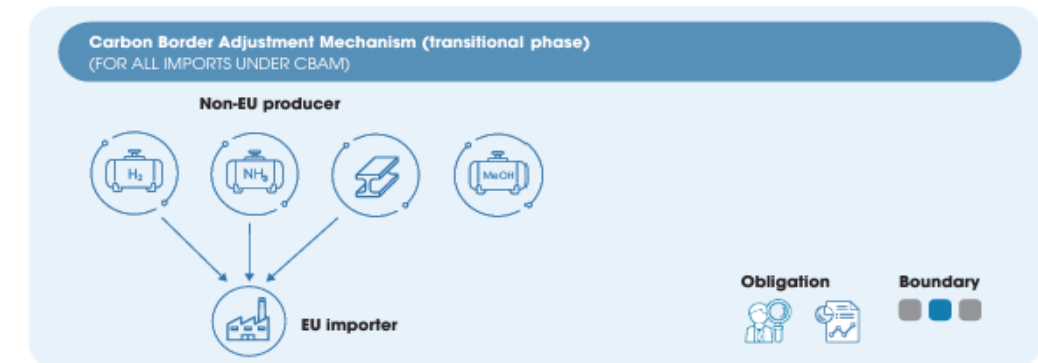 Carbon Border Adjustment Mechanism (transitional phase)
(FOR ALL IMPORTS UNDER CBAM)
Non-EU producer
H₂
NH₃
MeOH
EU importer
Obligation
Boundary